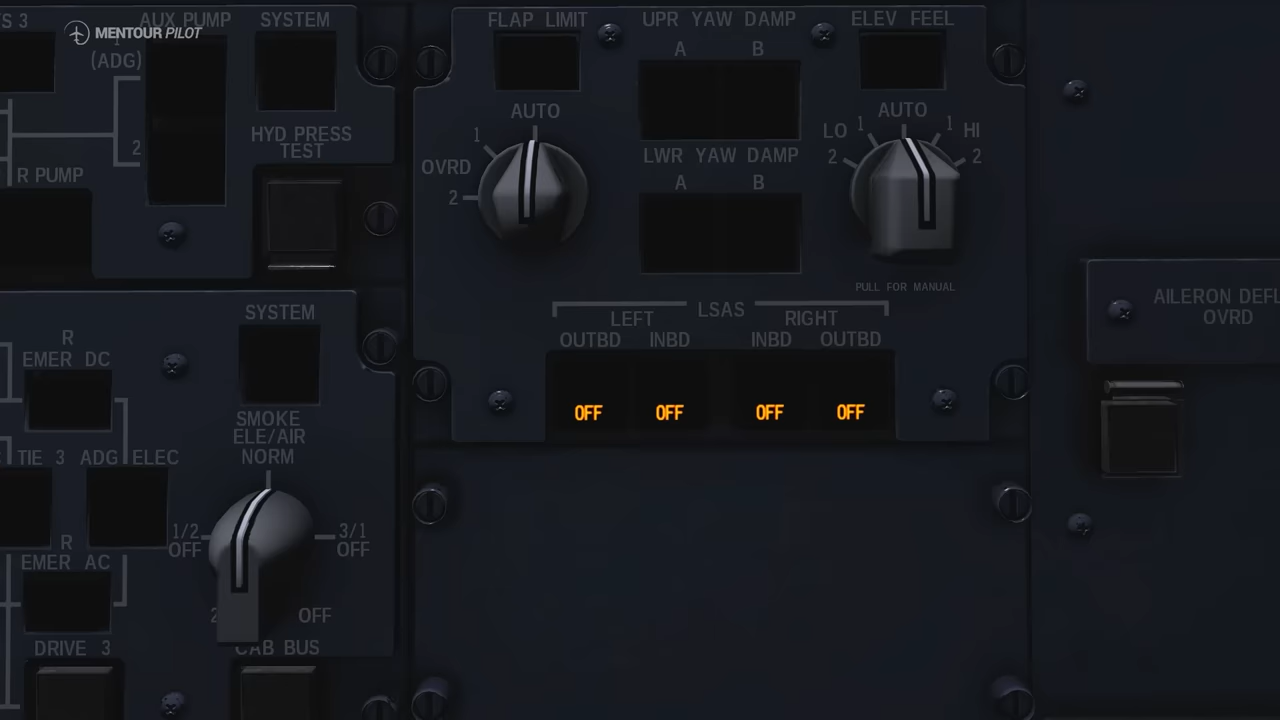 S 3
AUX PUMP
1
(ADG)
2
SYSTEM
HYD PRESS
TEST
R PUMP
MENTOUR PILOT
FLAP LIMIT
AUTO
1
OVRD
2
UPR YAW DAMP
A B
LWR YAW DAMP
A B
ELEV FEEL
AUTO
LO 1 1 HI
2 2
PULL FOR MANUAL
LSAS
LEFT RIGHT
OUTBD INBD INBD OUTBD
OFF OFF OFF OFF
AILERON DEFL
OVRD
SYSTEM
R
EMER DC
SMOKE
ELE/AIR
NORM
TIE 3 ADG ELEC
1/2
OFF
3/1
OFF
R
EMER AC
2
OFF
DRIVE 3
CAB BUS